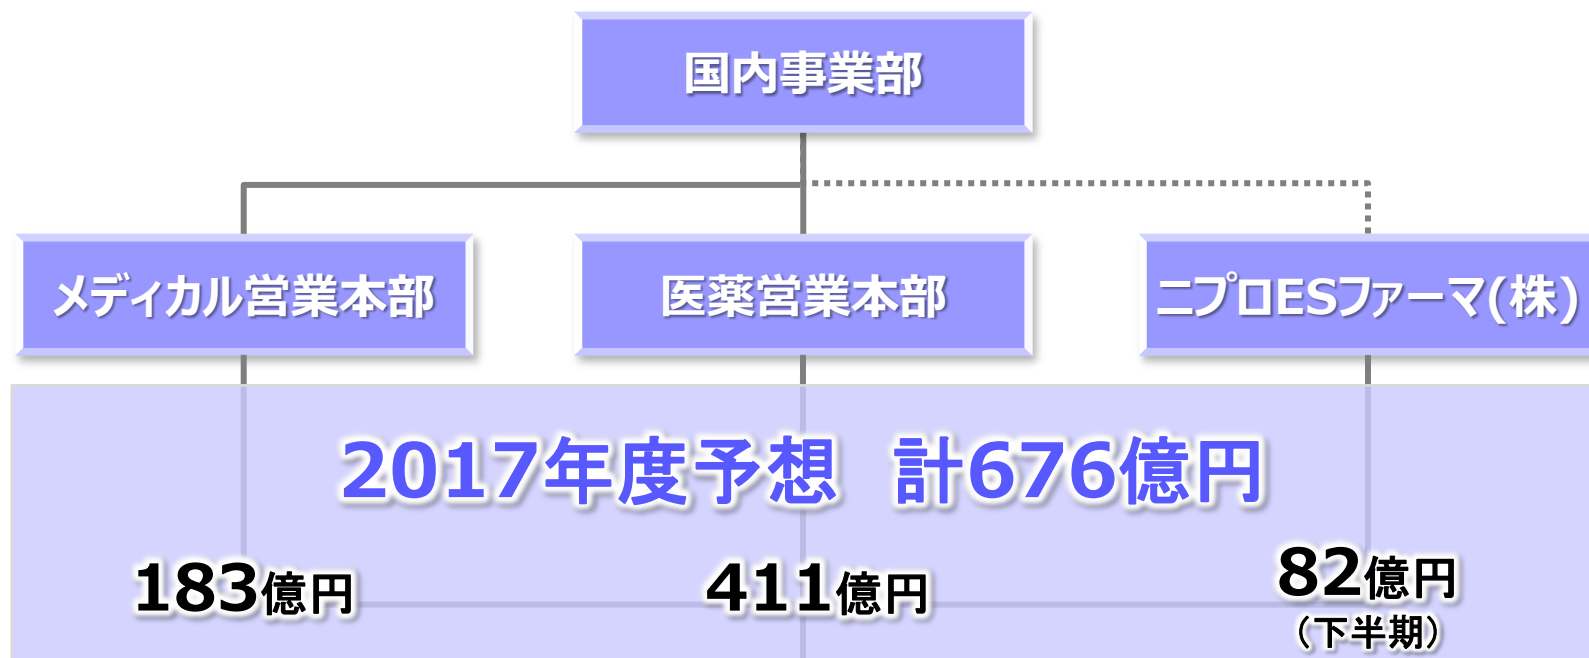 国内事業部
メディカル営業本部
医薬営業本部
ニプロESファーマ(株)
2017年度予想 計676億円
183億円
411億円
82億円
（下半期）